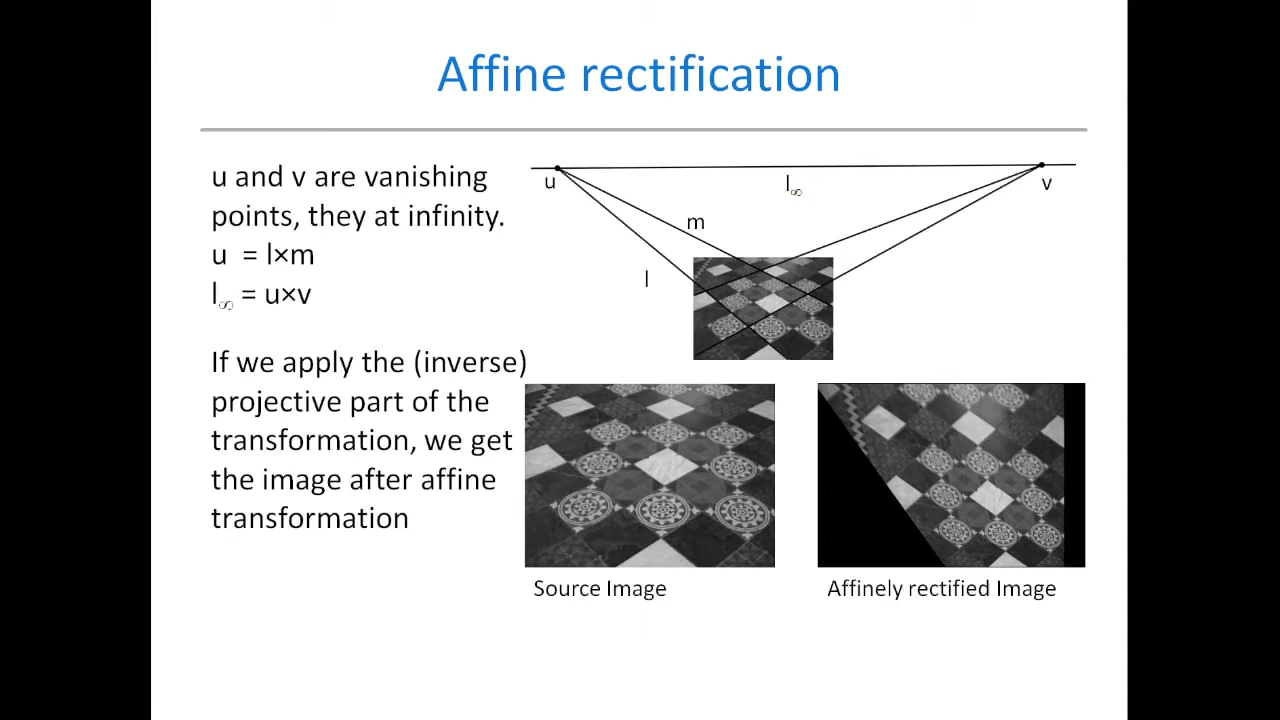 Affine rectification
u and v are vanishing
points, they at infinity.
u = l×m
l∞ = u×v
If we apply the (inverse)
projective part of the
transformation, we get
the image after affine
transformation
u
l∞
v
m
l
Source Image
Affinely rectified Image